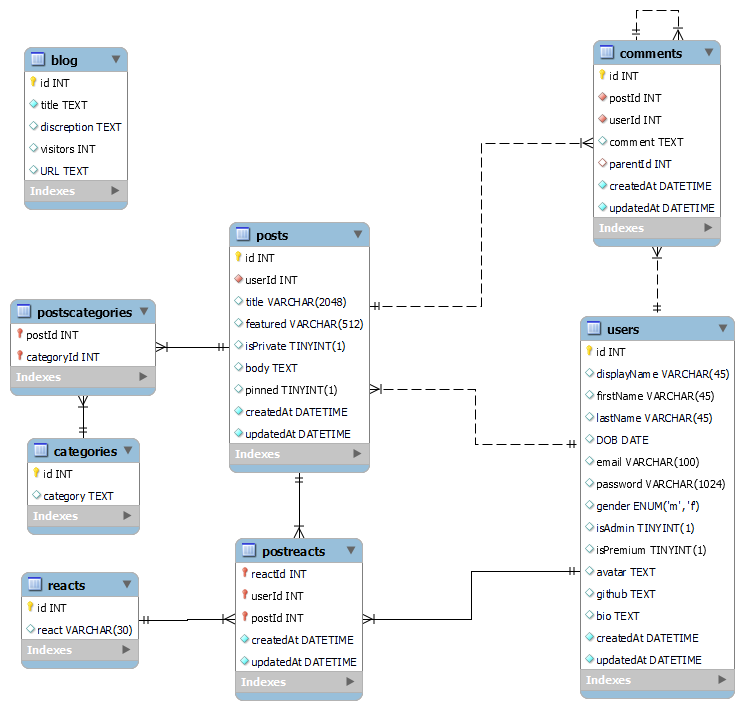 blog
id INT
title TEXT
discreption TEXT
visitors INT
URL TEXT
Indexes
comments
id INT
postId INT
userId INT
comment TEXT
parentId INT
createdAt DATETIME
updatedAt DATETIME
Indexes
posts
id INT
userId INT
title VARCHAR(2048)
featured VARCHAR(512)
isPrivate TINYINT(1)
body TEXT
pinned TINYINT(1)
createdAt DATETIME
updatedAt DATETIME
Indexes
postscategories
postId INT
categoryId INT
Indexes
users
id INT
displayName VARCHAR(45)
firstName VARCHAR(45)
lastName VARCHAR(45)
DOB DATE
email VARCHAR(100)
password VARCHAR(1024)
gender ENUM('m', 'f')
isAdmin TINYINT(1)
isPremium TINYINT(1)
avatar TEXT
github TEXT
bio TEXT
createdAt DATETIME
updatedAt DATETIME
Indexes
categories
id INT
category TEXT
Indexes
postreacts
reactId INT
userId INT
postId INT
createdAt DATETIME
updatedAt DATETIME
Indexes
reacts
id INT
react VARCHAR(30)
Indexes